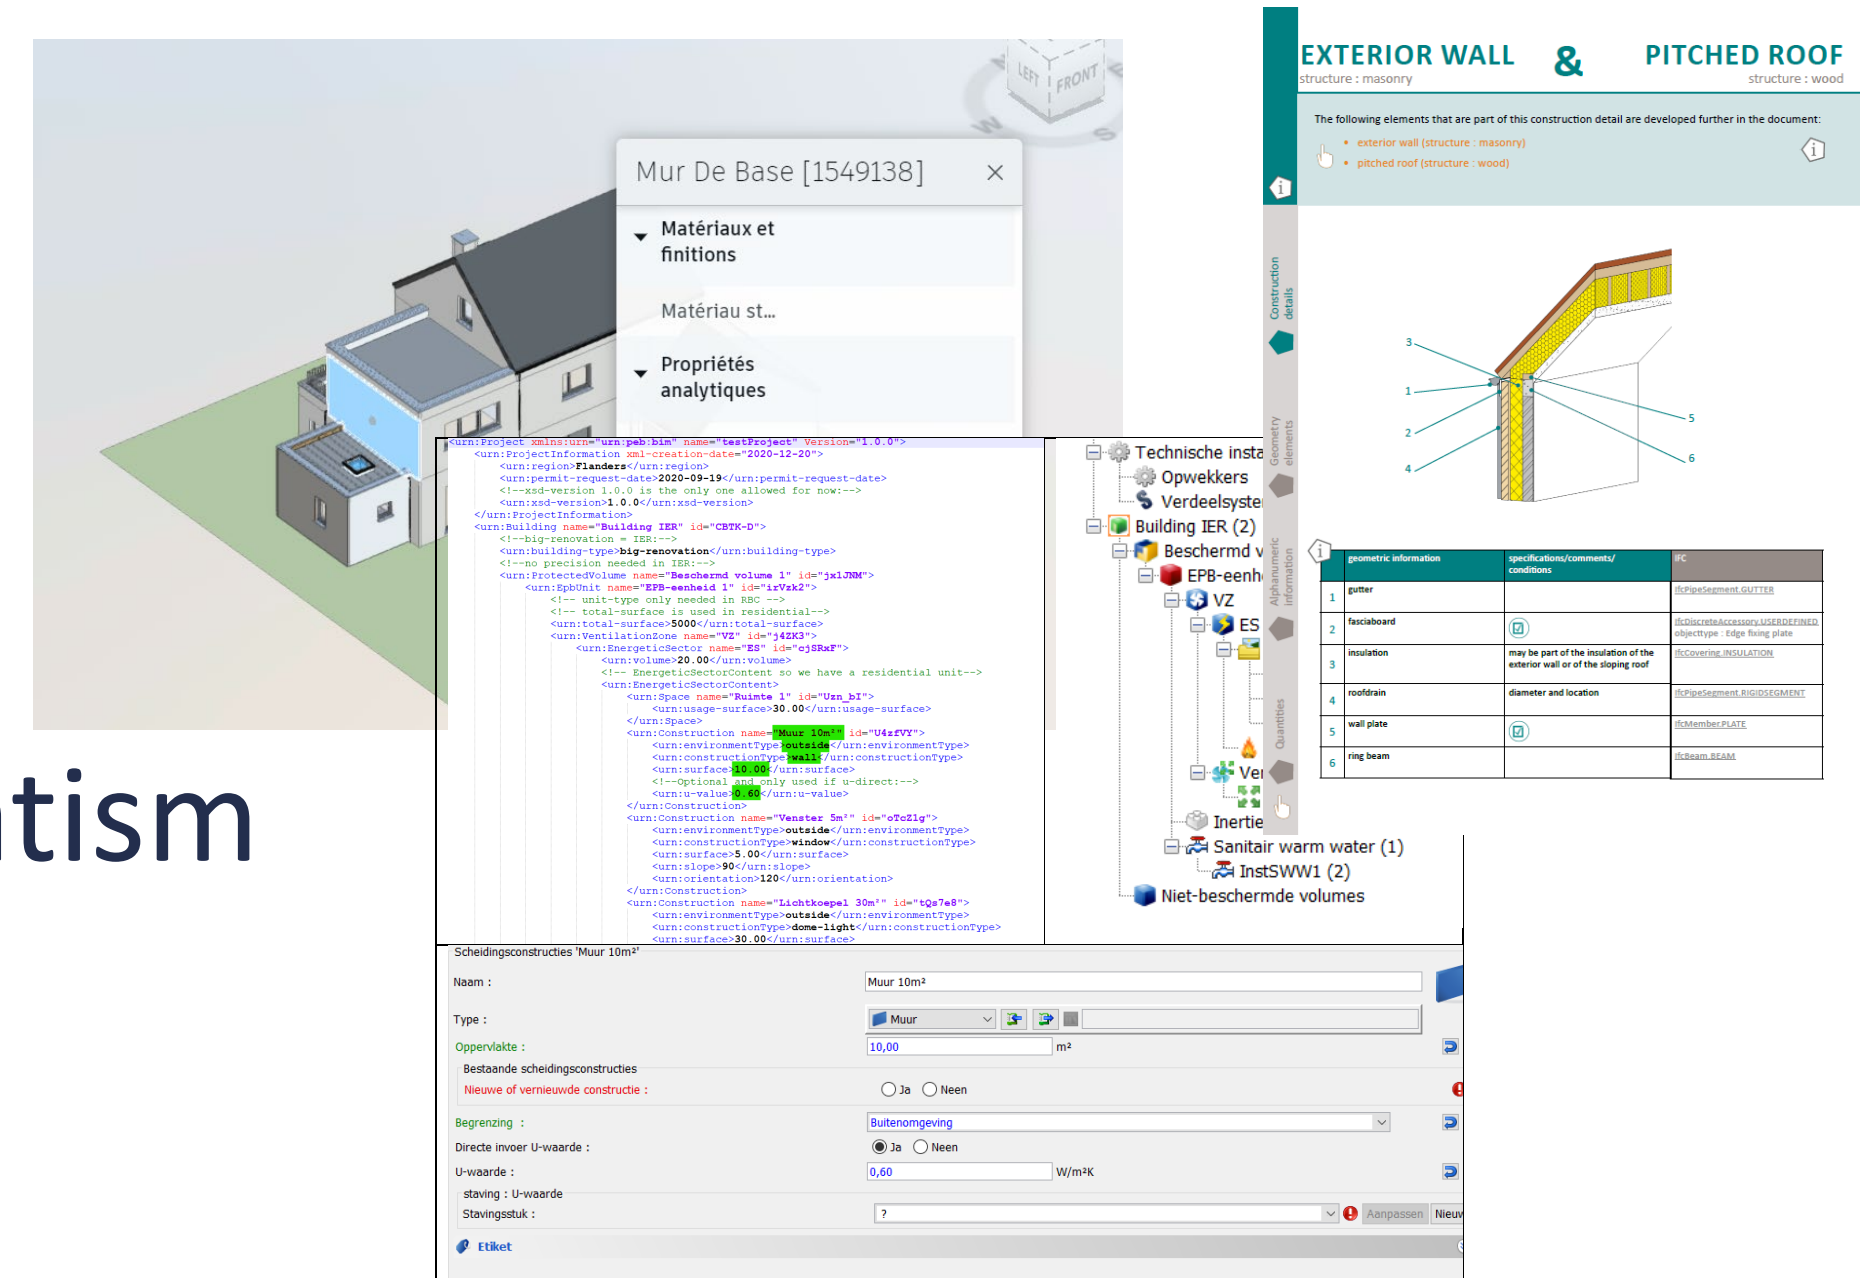 LEFT
FRONT
W
S
Mur De Base [1549138]
Matériaux et
finitions
Matériau st...
Propriétés
analytiques
EXTERIOR WALL & PITCHED ROOF
structure : masonry
structure : wood
The following elements that are part of this construction detail are developed further in the document:
• exterior wall (structure : masonry)
• pitched roof (structure : wood)
Construction
details
Geometry
elements
Alphanumeric
information
Quantities
3
1
2
4
5
6
geometric information specifications/comments/ IFC
conditions
1 gutter IfcPipeSegment.GUTTER
2 fasciaboard IfcDiscreteAccessory.USERDEFINED
objecttype : Edge fixing plate
3 insulation may be part of the insulation of the IfcCovering.INSULATION
exterior wall or of the sloping roof
4 roofdrain diameter and location IfcPipeSegment.RIGIDSEGMENT
5 wall plate IfcMember.PLATE
6 ring beam IfcBeam.BEAM
<urn:Project xmlns:urn="urn:peb:bim" name="testProject" Version="1.0.0">
<urn:ProjectInformation xml-creation-date="2020-12-20">
<urn:region>Flanders</urn:region>
<urn:permit-request-date>2020-09-19</urn:permit-request-date>
<!--xsd-version 1.0.0 is the only one allowed for now:-->
<urn:xsd-version>1.0.0</urn:xsd-version>
</urn:ProjectInformation>
<urn:Building name="Building IER" id="CBTK-D">
<!--big-renovation = IER:-->
<urn:building-type>big-renovation</urn:building-type>
<!--no precision needed in IER:-->
<urn:ProtectedVolume name="Beschermd volume 1" id="jxlJNM">
<urn:EpbUnit name="EPB-eenheid 1" id="irVzk2">
<!-- unit-type only needed in RBC -->
<!-- total-surface is used in residential-->
<urn:total-surface>5000</urn:total-surface>
<urn:VentilationZone name="VZ" id="j4ZK3">
<urn:EnergeticSector name="ES" id="cjSRxF">
<urn:volume>20.00</urn:volume>
<!-- EnergeticSectorContent so we have a residential unit-->
<urn:EnergeticSectorContent>
<urn:Space name="Ruimte 1" id="Uzn_bI">
<urn:usage-surface>30.00</urn:usage-surface>
</urn:Space>
<urn:Construction name="Muur 10m²" id="U4zfVY">
<urn:environmentType>outside</urn:environmentType>
<urn:constructionType>wall</urn:constructionType>
<urn:surface>10.00</urn:surface>
<!--Optional and only used if u-direct:-->
<urn:u-value>0.60</urn:u-value>
</urn:Construction>
<urn:Construction name="Venster 5m²" id="oTcZ1g">
<urn:environmentType>outside</urn:environmentType>
<urn:constructionType>window</urn:constructionType>
<urn:surface>5.00</urn:surface>
<urn:slope>90</urn:slope>
<urn:orientation>120</urn:orientation>
</urn:Construction>
<urn:Construction name="Lichtkoepel 30m²" id="tQs7e8">
<urn:environmentType>outside</urn:environmentType>
<urn:constructionType>dome-light</urn:constructionType>
<urn:surface>30.00</urn:surface>
Technische insta
Opwekkers
Verdeelsyste
Building IER (2)
Beschermd v
EPB-eenh
VZ
ES
Ver
Inertie
Sanitair warm water (1)
InstSWW1 (2)
Niet-beschermde volumes
tism
Scheidingsconstructies 'Muur 10m²'
Naam : Muur 10m²
Type : Muur
Oppervlakte : 10,00 m²
Bestaande scheidingsconstructies
Nieuwe of vernieuwde constructie : Ja Neen
Begrenzing : Buitenomgeving
Directe invoer U-waarde : Ja Neen
U-waarde : 0,60 W/m²K
staving : U-waarde
Stavingsstuk : ? Aanpassen Nieuw
Etiket